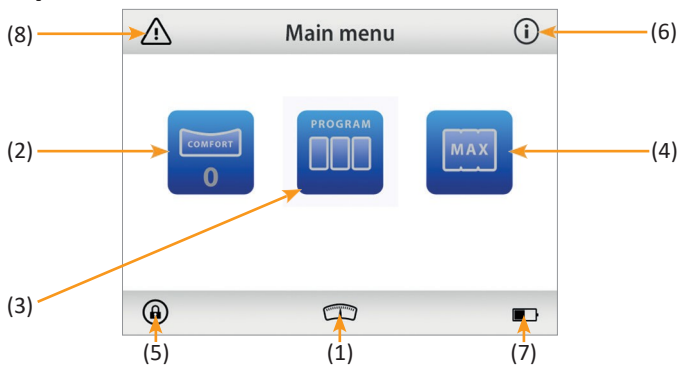 (8)
Main menu
(6)
(2)
COMFORT
0
PROGRAM
MAX
(4)
(3)
(5)
(1)
(7)